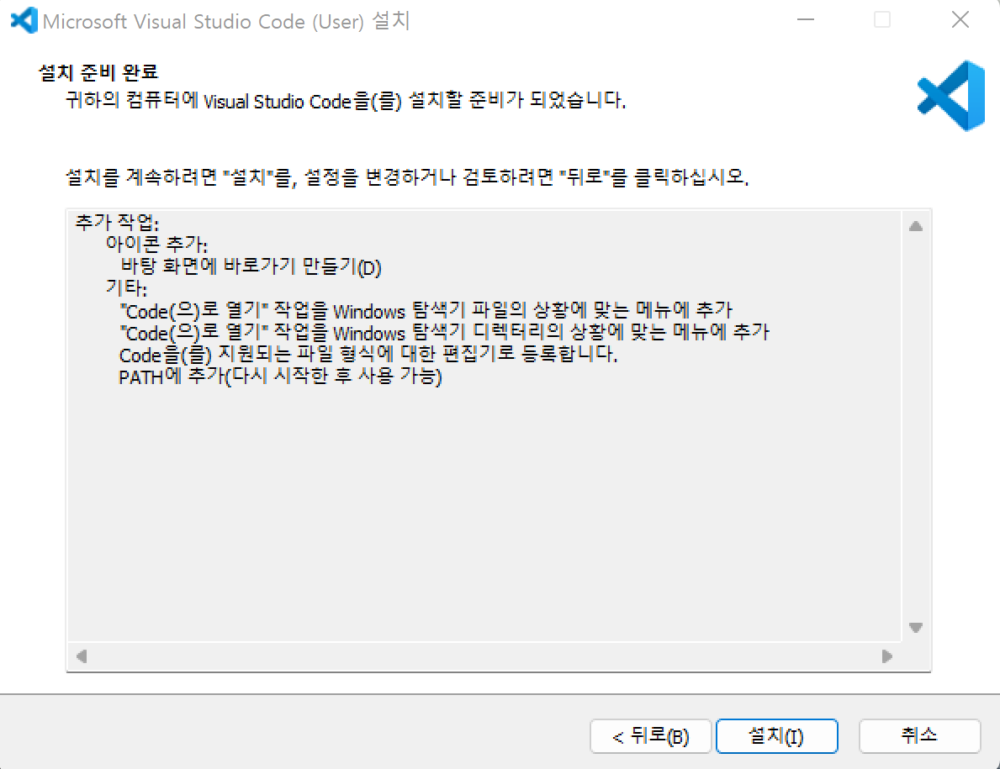 Microsoft Visual Studio Code (User) 설치
설치 준비 완료
귀하의 컴퓨터에 Visual Studio Code을(를) 설치할 준비가 되었습니다.
설치를 계속하려면 "설치"를, 설정을 변경하거나 검토하려면 "뒤로"를 클릭하십시오.
추가 작업:
아이콘 추가:
바탕 화면에 바로가기 만들기(D)
기타:
"Code(으)로 열기" 작업을 Windows 탐색기 파일의 상황에 맞는 메뉴에 추가
"Code(으)로 열기" 작업을 Windows 탐색기 디렉터리의 상황에 맞는 메뉴에 추가
Code을(를) 지원되는 파일 형식에 대한 편집기로 등록합니다.
PATH에 추가(다시 시작한 후 사용 가능)
< 뒤로(B) 설치(I) 취소